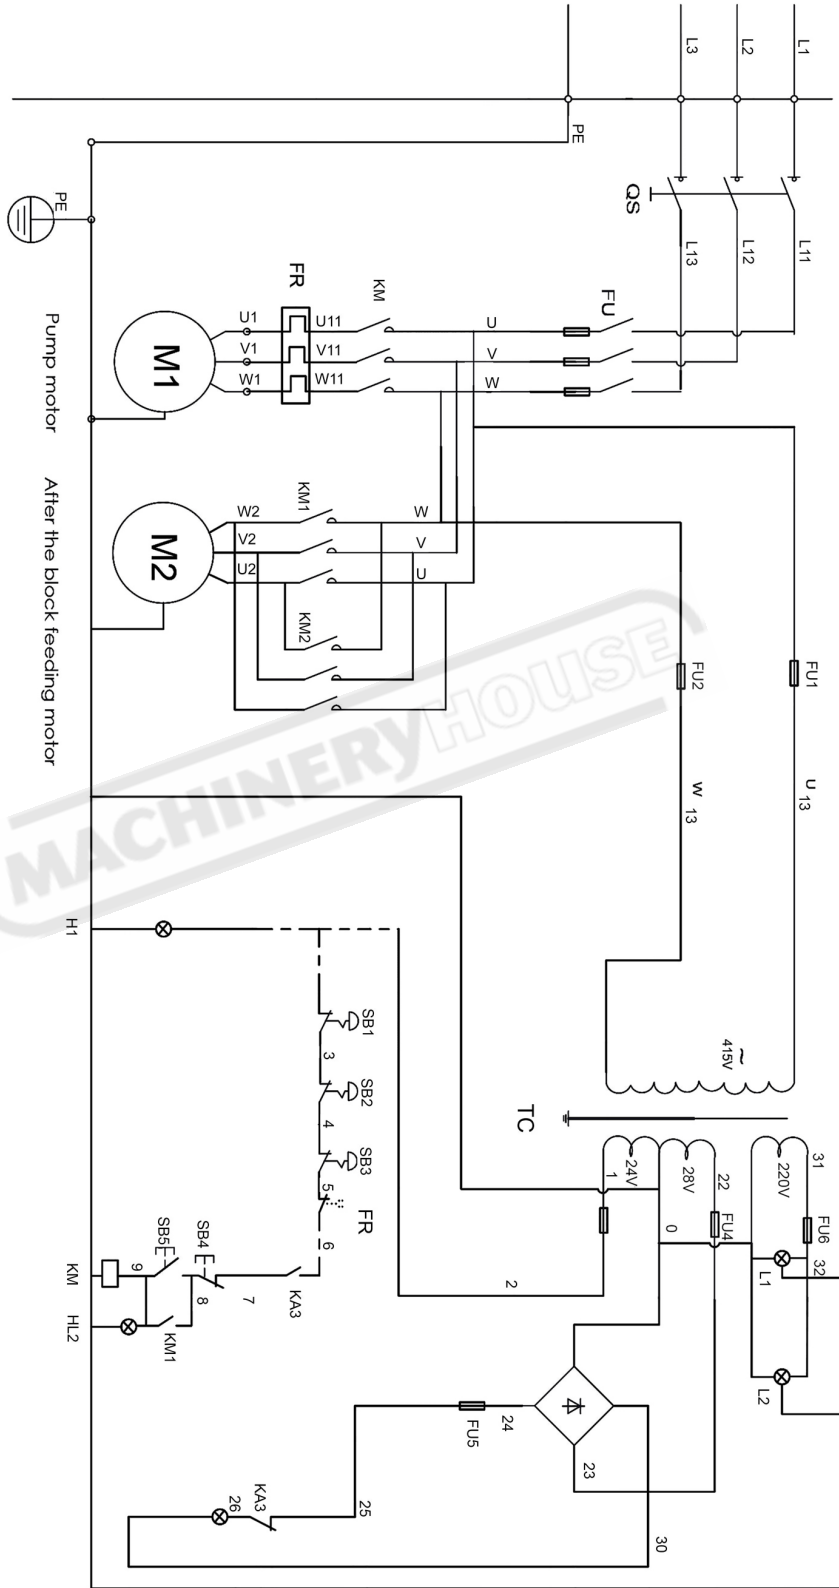 L1
L2
L3
PE
PE
QS
L11
L12
L13
FR
KM
FU
U1
U11
U
V1
V11
V
W1
W11
W
M1
Pump motor
After the block feeding motor
M2
W2
V2
U2
KM1
KM2
W
V
U
FU1
FU2
U 13
W 13
MACHINERYHOUSE
H1
SB1
3
SB2
4
SB3
5
FR
6
~
415V
TC
24V
28V
220V
1
22
31
0
FU4
FU6
32
L1
L2
2
KA3
7
SB4
8
SB5
9
KM
KM1
HL2
24
FU5
23
25
KA3
26
30